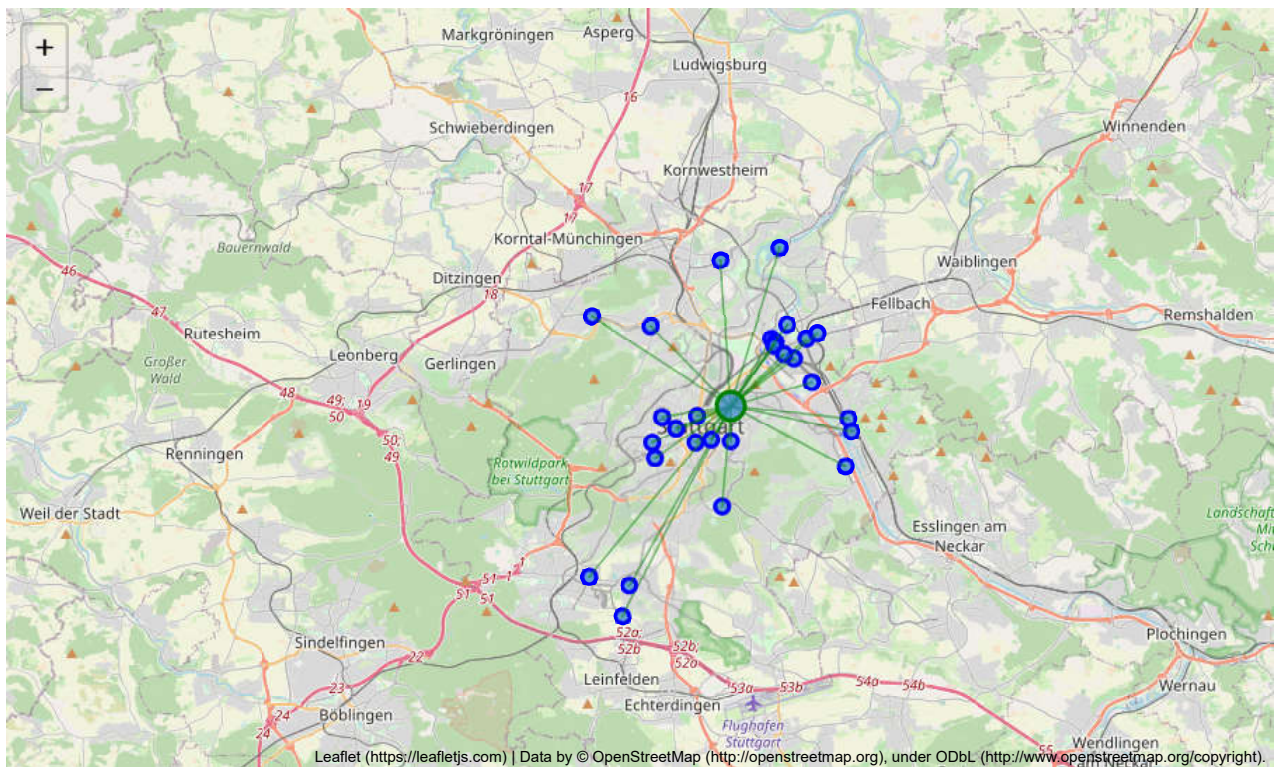 +
−
Markgröningen
Asperg
Ludwigsburg
16
Schwieberdingen
Winnenden
Kornwestheim
17
17
Korntal-Münchingen
Bauernwald
Waiblingen
46
Ditzingen
18
Fellbach
47
Remshalden
Rutesheim
Leonberg
Gerlingen
Großer
Wald
48
49;
50
19
50;
49
Renningen
Rotwildpark
bei Stuttgart
Weil der Stadt
Esslingen am
Neckar
51
1
1
51
51
Sindelfingen
52a;
52b
52b;
52a
Plochingen
22
Leinfelden
53a
53b
54a
54b
Wernau
23
24
24
Böblingen
Echterdingen
Flughafen
Stuttgart
55
Wendlingen
am Neckar
Leaflet (https://leafletjs.com) | Data by © OpenStreetMap (http://openstreetmap.org), under ODbL (http://www.openstreetmap.org/copyright).